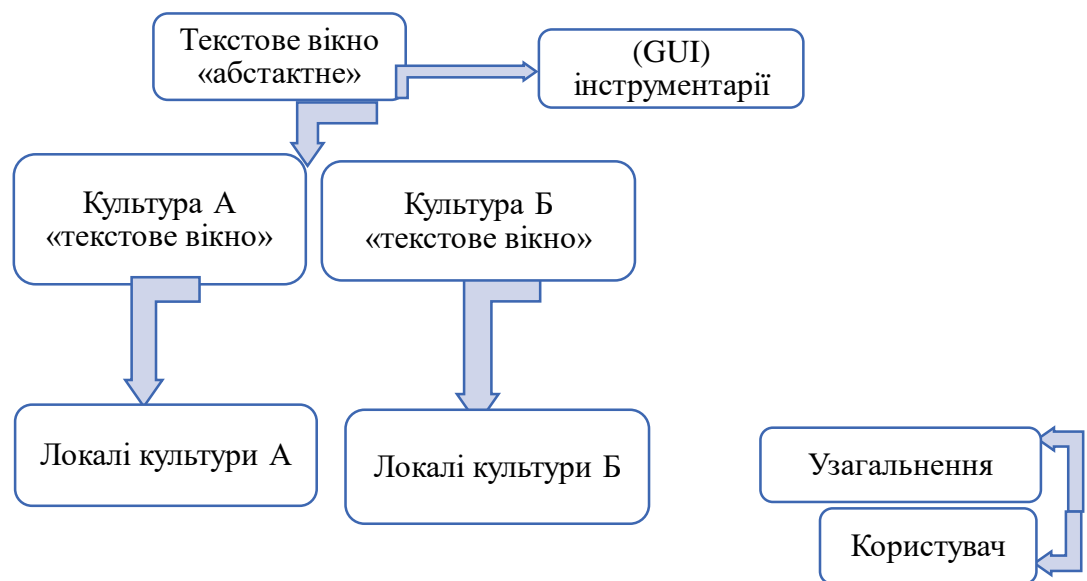 Текстове вікно
«абстактне»
(GUI)
інструментарії
Культура А
«текстове вікно»
Культура Б
«текстове вікно»
Локалі культури А
Локалі культури Б
Узагальнення
Користувач